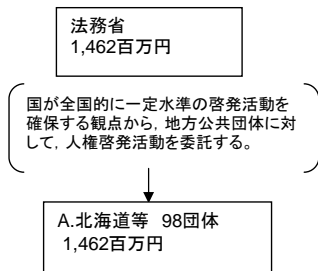 法務省
1,462百万円
国が全国的に一定水準の啓発活動を
確保する観点から，地方公共団体に対
して，人権啓発活動を委託する。
A.北海道等 98団体
1,462百万円